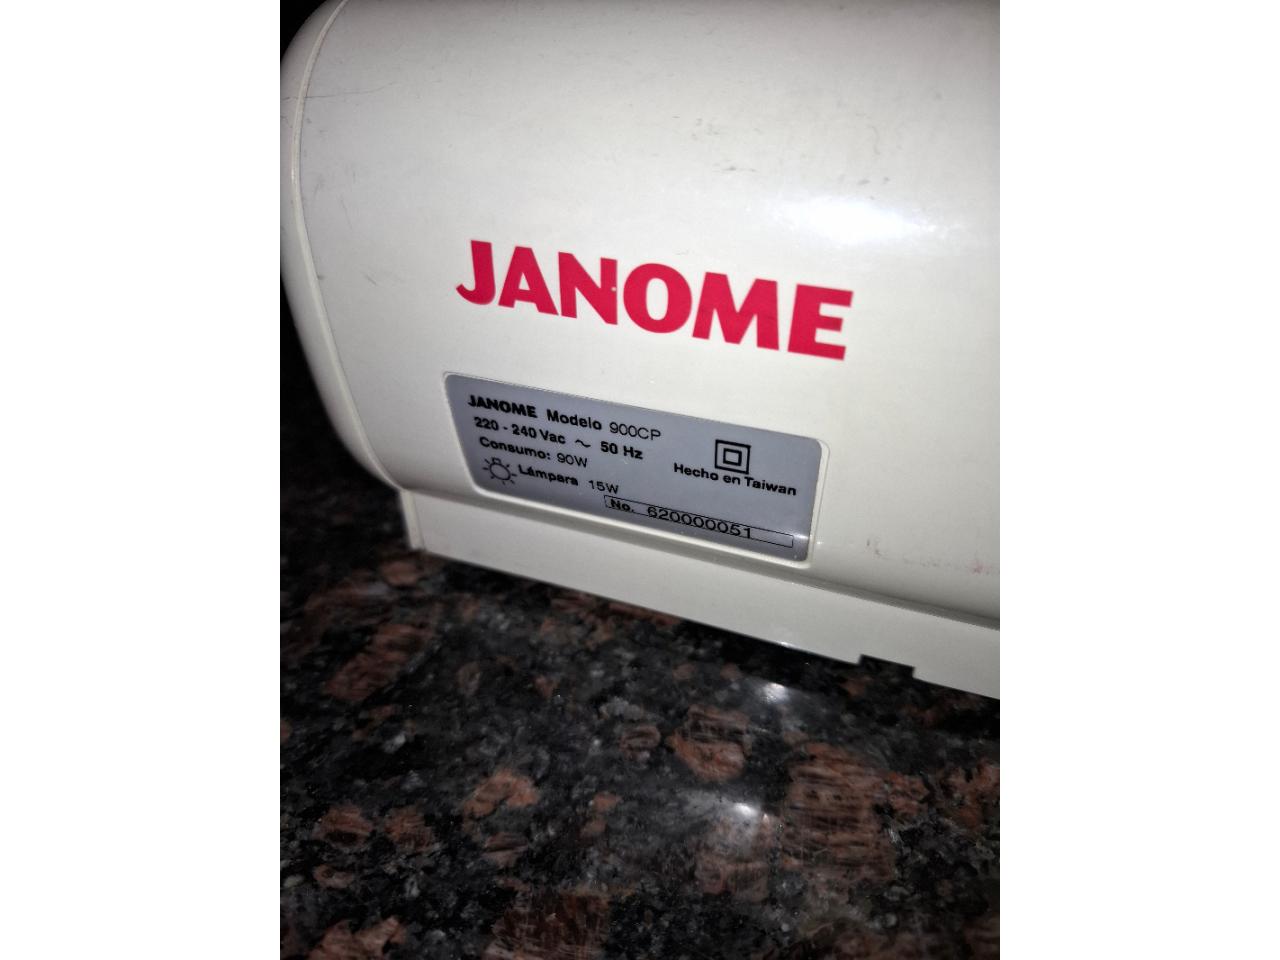 JANOME
JANOME Modelo 900CP
220 - 240 Vac ~ 50 Hz
Consumo: 90W
Lámpara 15W
Hecho en Taiwan
No. 620000051